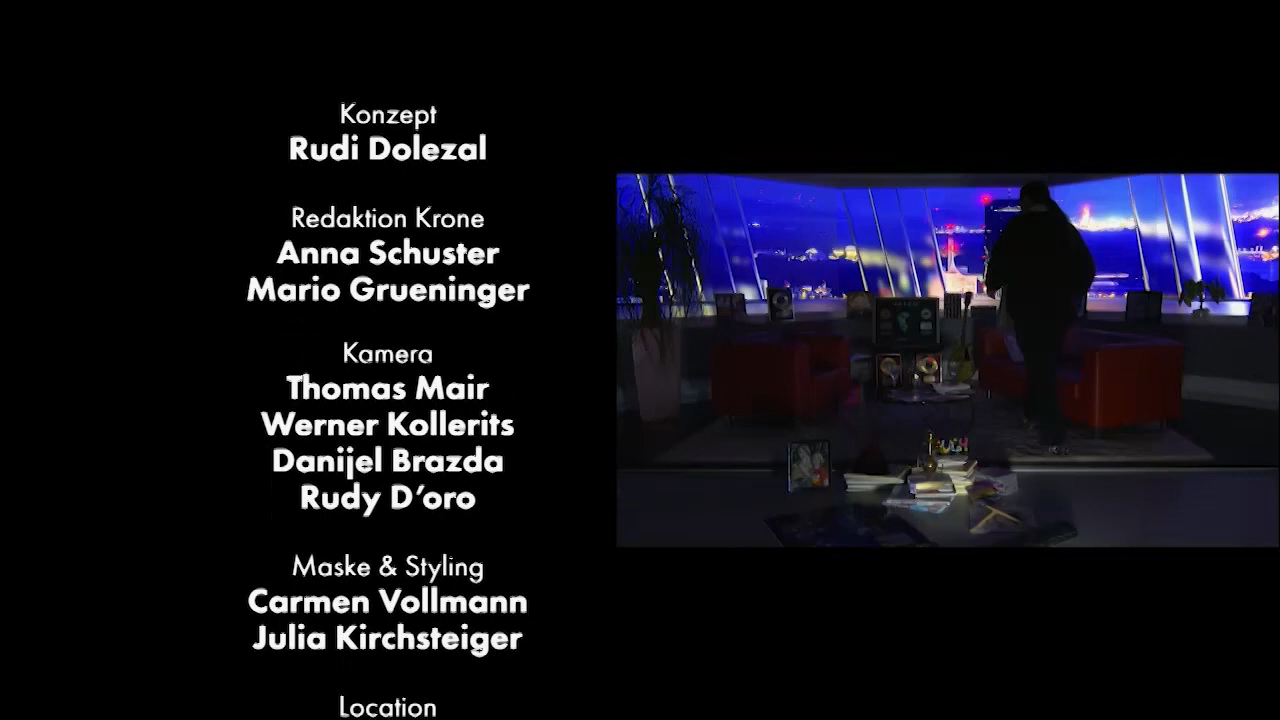 Konzept
Rudi Dolezal
Redaktion Krone
Anna Schuster
Mario Grueninger
Kamera
Thomas Mair
Werner Kollerits
Danijel Brazda
Rudy D’oro
Maske & Styling
Carmen Vollmann
Julia Kirchsteiger
Location